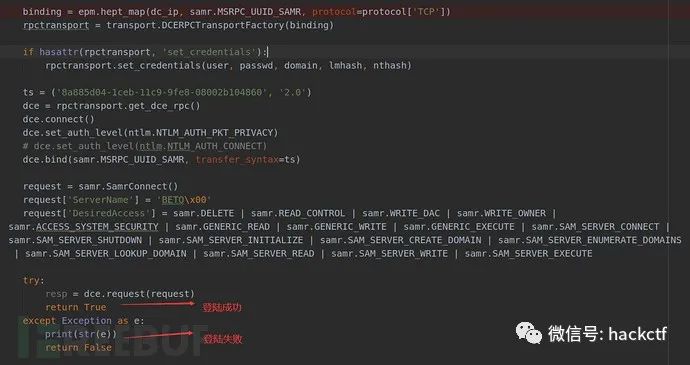 binding = epm.hept_map(dc_ip, samr.MSRPC_UUID_SAMR, protocol=protocol['TCP'])
rpctransport = transport.DCERPCTransportFactory(binding)
if hasattr(rpctransport, 'set_credentials'):
rpctransport.set_credentials(user, passwd, domain, lmhash, nthash)
ts = ('8a885d04-1ceb-11c9-9fe8-08002b104860', '2.0')
dce = rpctransport.get_dce_rpc()
dce.connect()
dce.set_auth_level(ntlm.NTLM_AUTH_PKT_PRIVACY)
# dce.set_auth_level(ntlm.NTLM_AUTH_CONNECT)
dce.bind(samr.MSRPC_UUID_SAMR, transfer_syntax=ts)
request = samr.SamrConnect()
request['ServerName'] = 'BETO\x00'
request['DesiredAccess'] = samr.DELETE | samr.READ_CONTROL | samr.WRITE_DAC | samr.WRITE_OWNER |
samr.ACCESS_SYSTEM_SECURITY | samr.GENERIC_READ | samr.GENERIC_WRITE | samr.GENERIC_EXECUTE | samr.SAM_SERVER_CONNECT |
samr.SAM_SERVER_SHUTDOWN | samr.SAM_SERVER_INITIALIZE | samr.SAM_SERVER_CREATE_DOMAIN | samr.SAM_SERVER_ENUMERATE_DOMAINS
| samr.SAM_SERVER_LOOKUP_DOMAIN | samr.SAM_SERVER_READ | samr.SAM_SERVER_WRITE | samr.SAM_SERVER_EXECUTE
try:
resp = dce.request(request)
return True 登陆成功
except Exception as e:
print(str(e)) 登陆失败
return False
微信号: hackctf